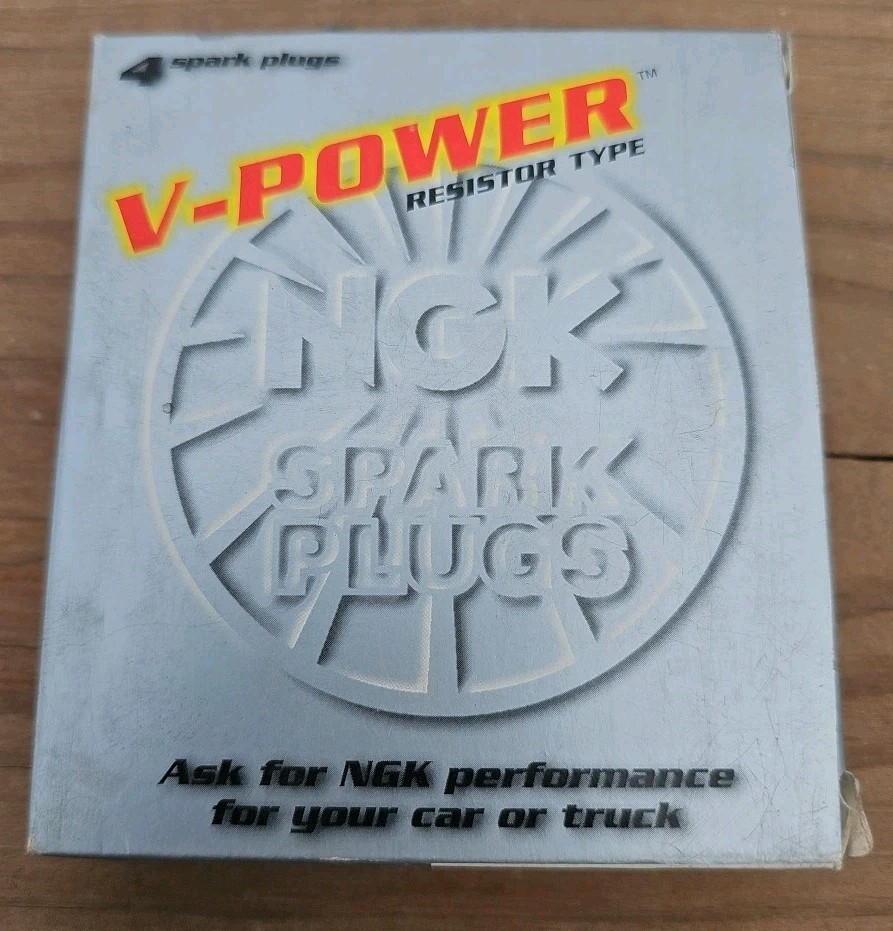 4 spark plugs
V-POWER™
RESISTOR TYPE
NGK
SPARK
PLUGS
Ask for NGK performance
for your car or truck